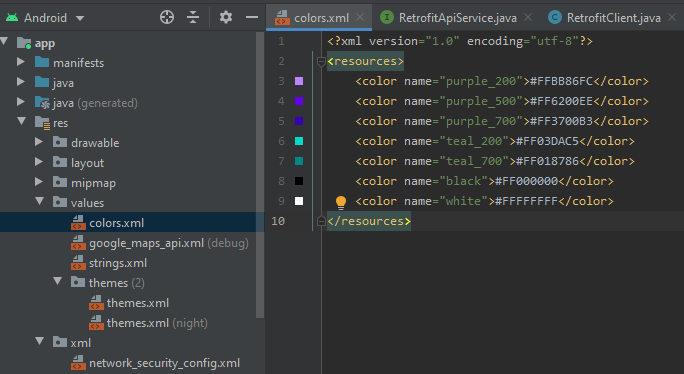 Android
colors.xml
RetrofitApiService.java
RetrofitClient.java
app
manifests
java
java (generated)
res
drawable
layout
mipmap
values
colors.xml
google_maps_api.xml (debug)
strings.xml
themes (2)
themes.xml
themes.xml (night)
xml
network_security_config.xml
1 <?xml version="1.0" encoding="utf-8"?>
2 <resources>
3 <color name="purple_200">#FFBB86FC</color>
4 <color name="purple_500">#FF6200EE</color>
5 <color name="purple_700">#FF3700B3</color>
6 <color name="teal_200">#FF03DAC5</color>
7 <color name="teal_700">#FF018786</color>
8 <color name="black">#FF000000</color>
9 <color name="white">#FFFFFFFF</color>
10 </resources>